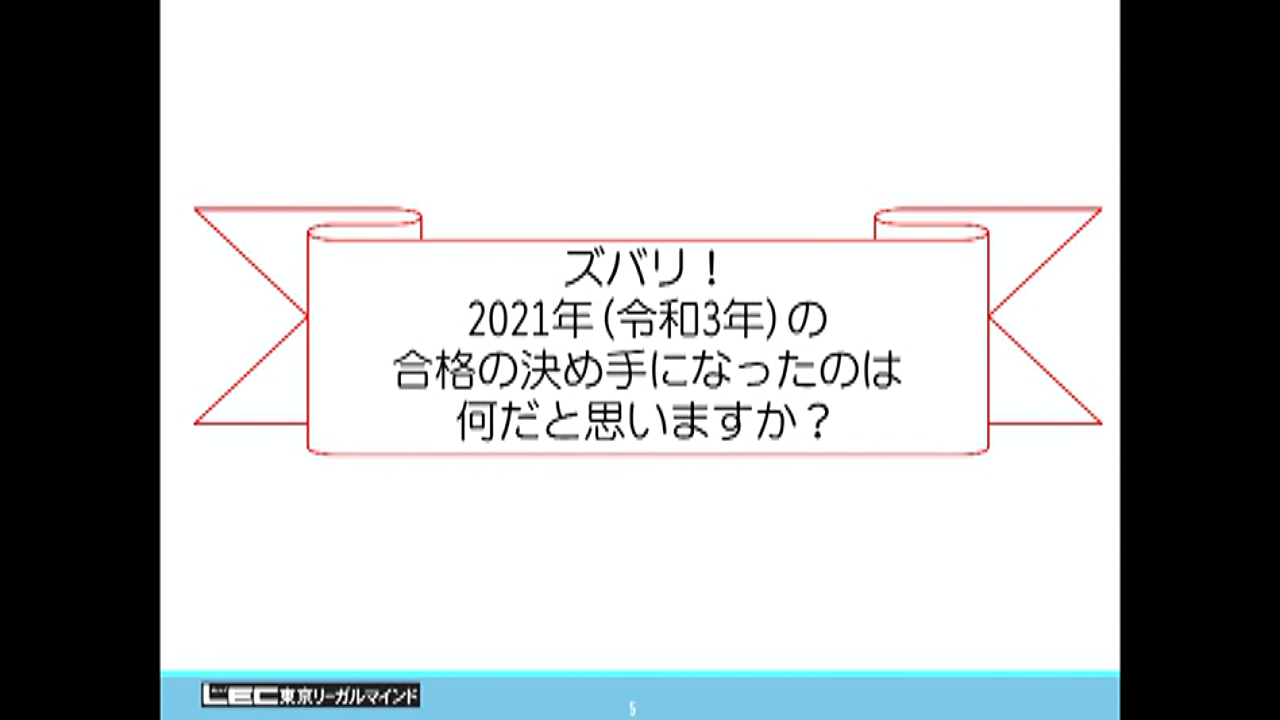 ズバリ！
2021年(令和3年)の
合格の決め手になったのは
何だと思いますか？
LEC東京リーガルマインド
5